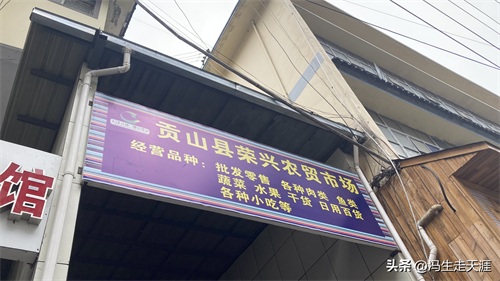 贡山县荣兴农贸市场
经营品种：批发零售 各种肉类 鱼类
蔬菜 水果 干货 日用百货
各种小吃等
馆
头条 @冯生走天涯